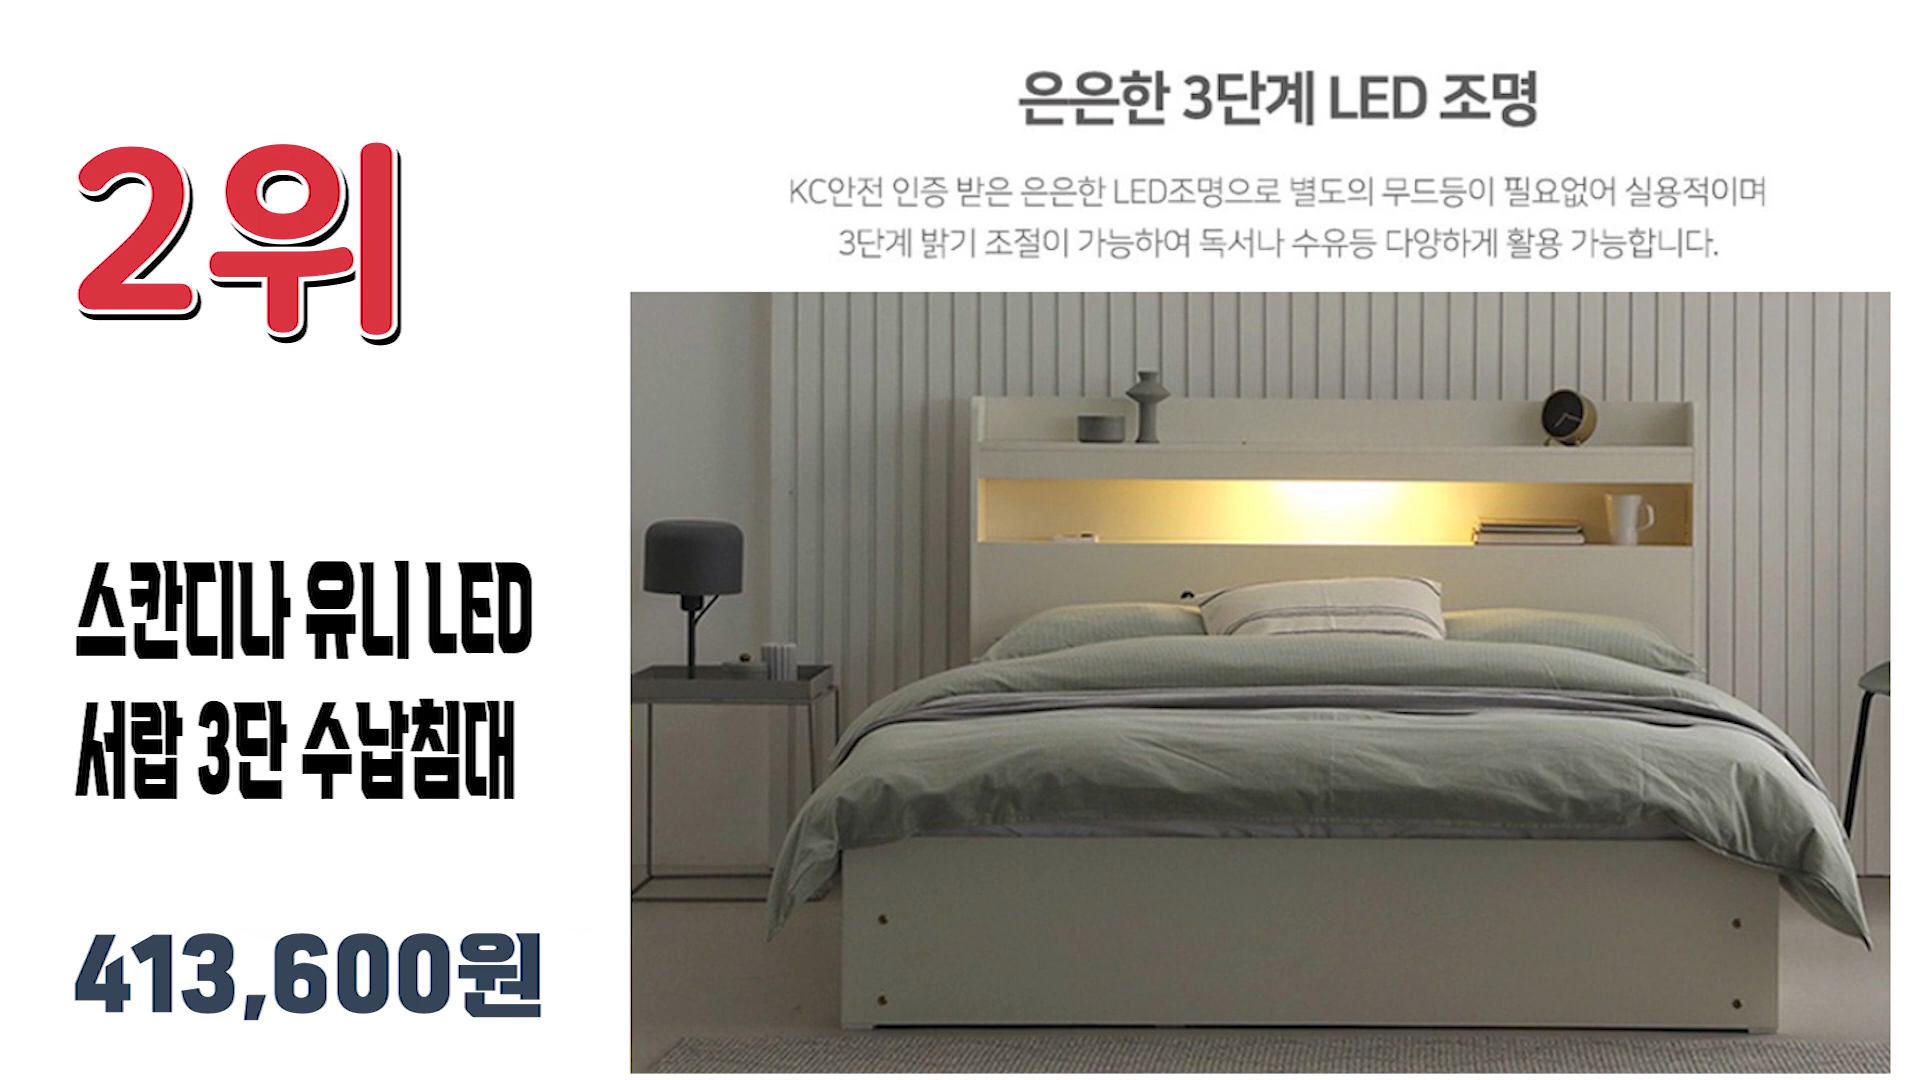 2위
스칸디나 유니 LED
서랍 3단 수납침대
413,600원
은은한 3단계 LED 조명
KC안전 인증 받은 은은한 LED조명으로 별도의 무드등이 필요없어 실용적이며
3단계 밝기 조절이 가능하여 독서나 수유등 다양하게 활용 가능합니다.